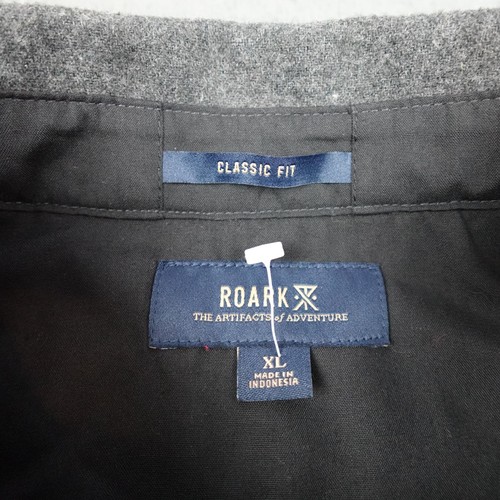 CLASSIC FIT
ROARK
THE ARTIFACTS of ADVENTURE
XL
MADE IN
INDONESIA